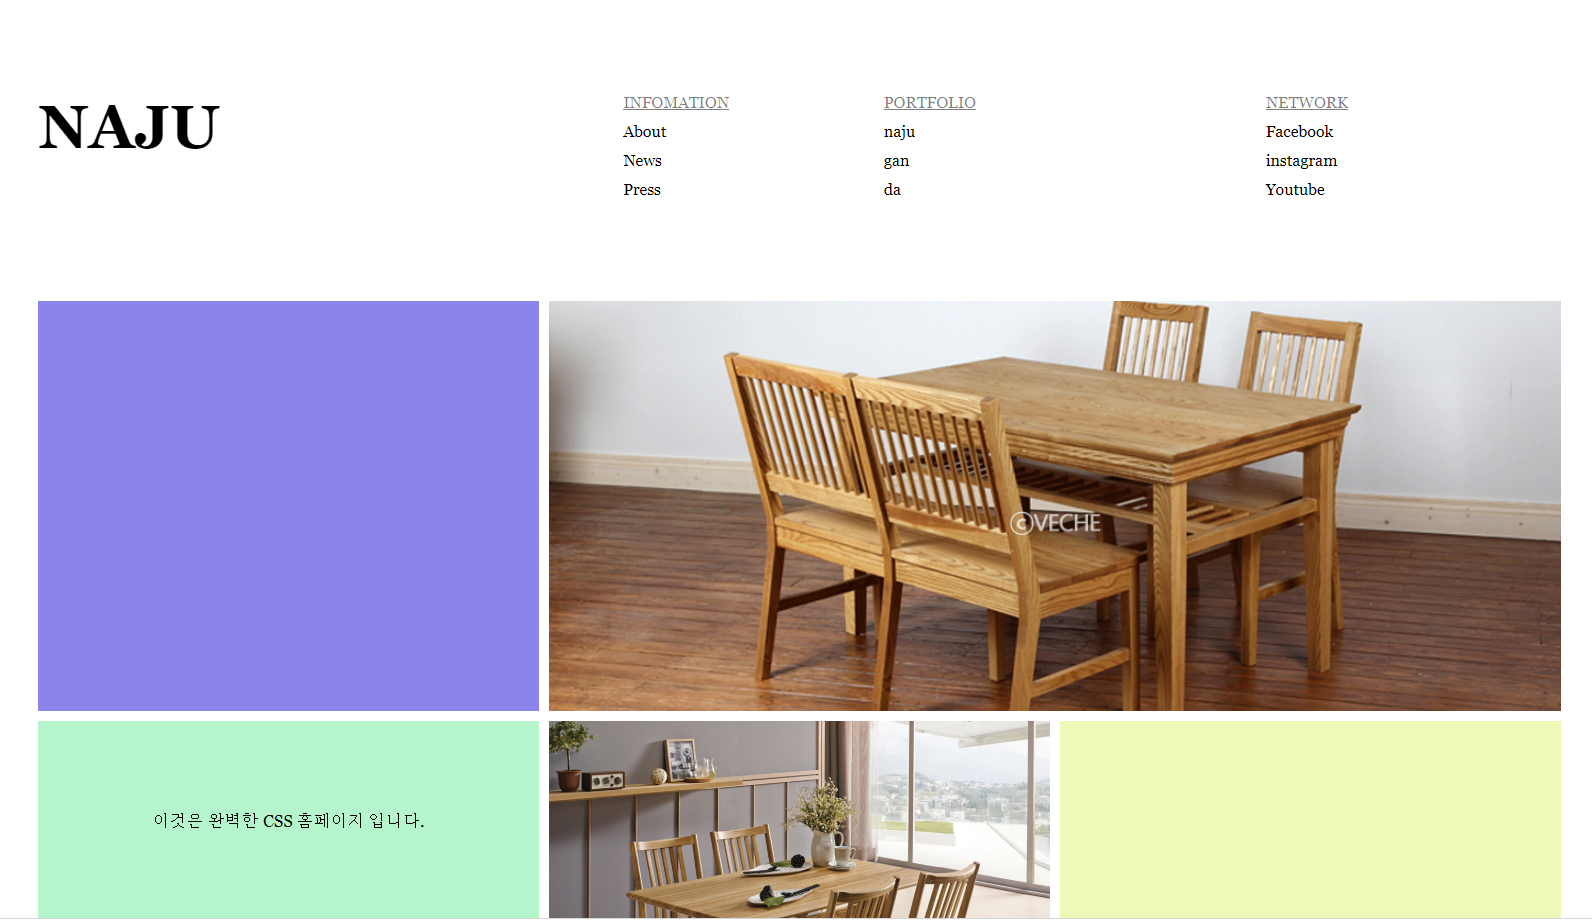 NAJU
INFOMATION
About
News
Press
PORTFOLIO
naju
gan
da
NETWORK
Facebook
instagram
Youtube
©VECHE
이것은 완벽한 CSS 홈페이지 입니다.